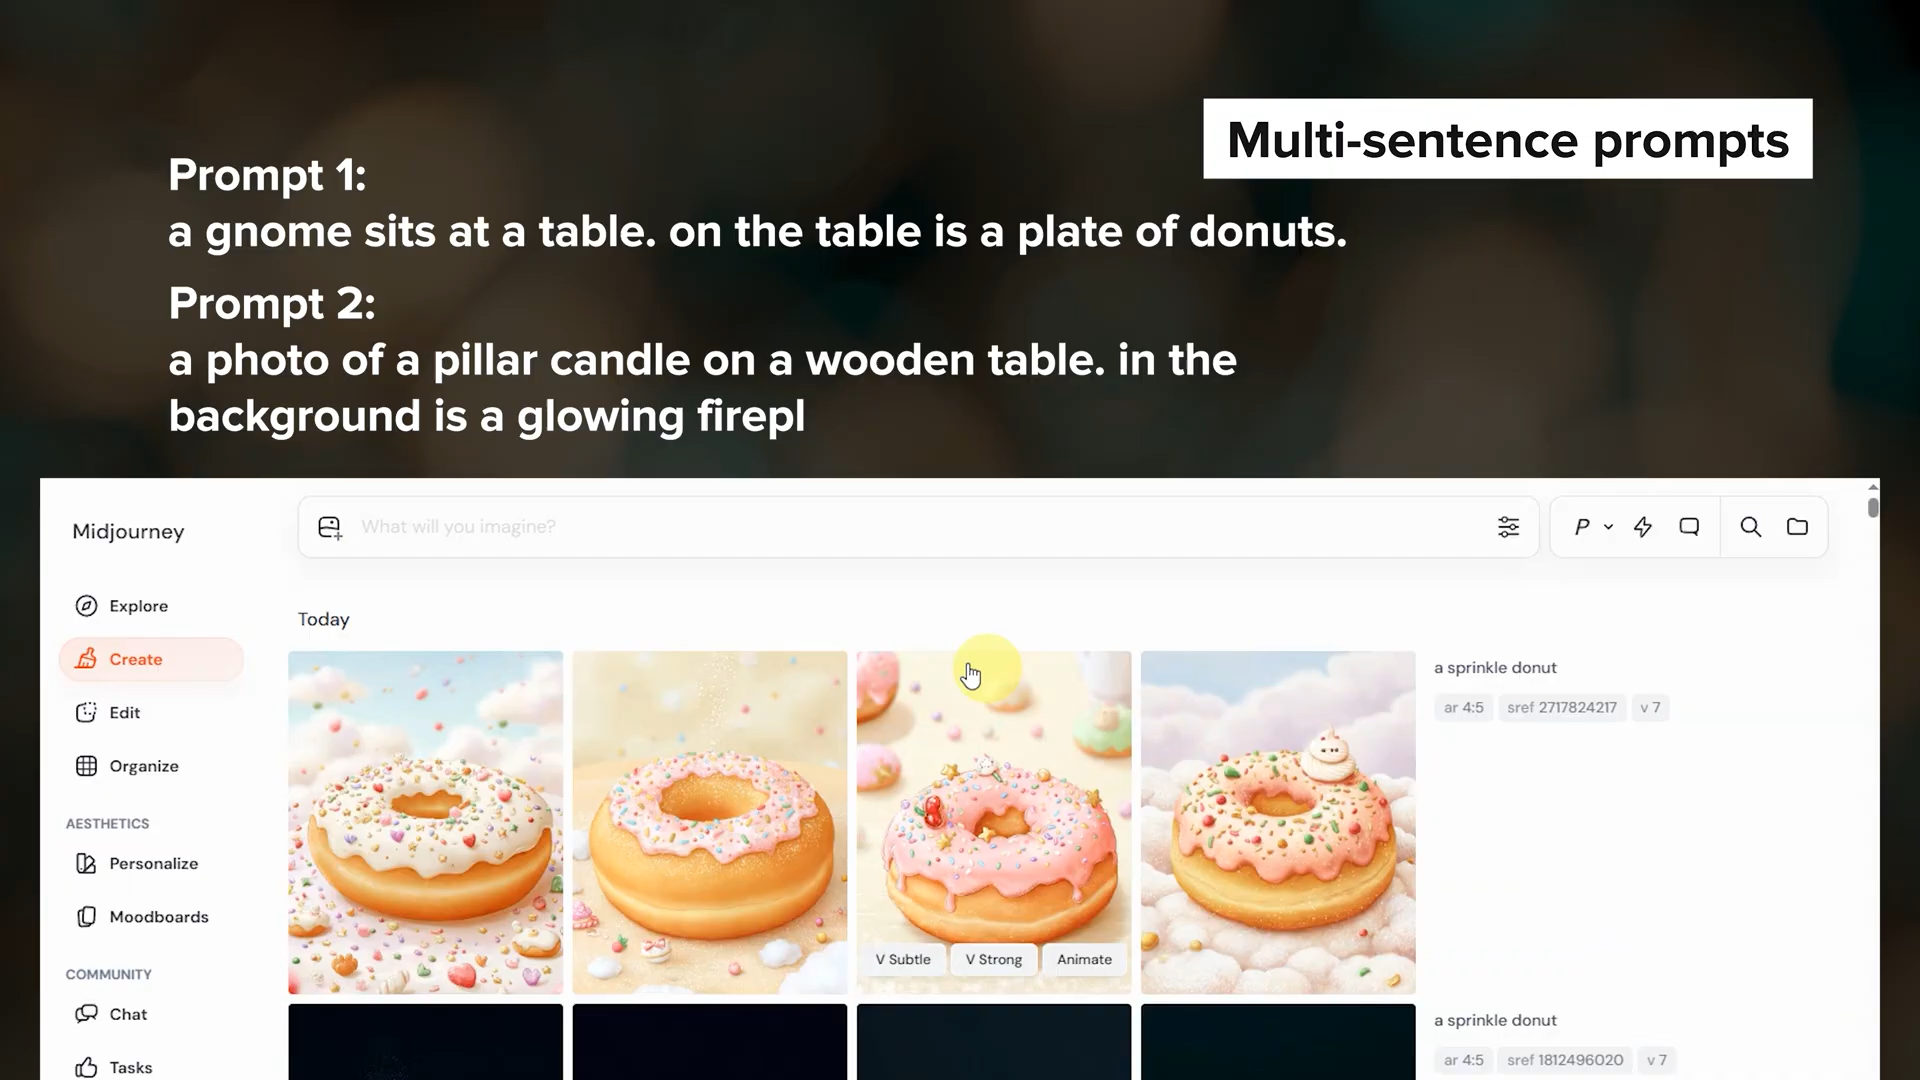 Multi-sentence prompts
Prompt 1:
a gnome sits at a table. on the table is a plate of donuts.
Prompt 2:
a photo of a pillar candle on a wooden table. in the
background is a glowing firepl
Midjourney
What will you imagine?
P
Explore
Create
Edit
Organize
AESTHETICS
Personalize
Moodboards
COMMUNITY
Chat
Tasks
Today
V Subtle
V Strong
Animate
a sprinkle donut
ar 4:5 sref 2717824217 v 7
a sprinkle donut
ar 4:5 sref 1812496020 v 7